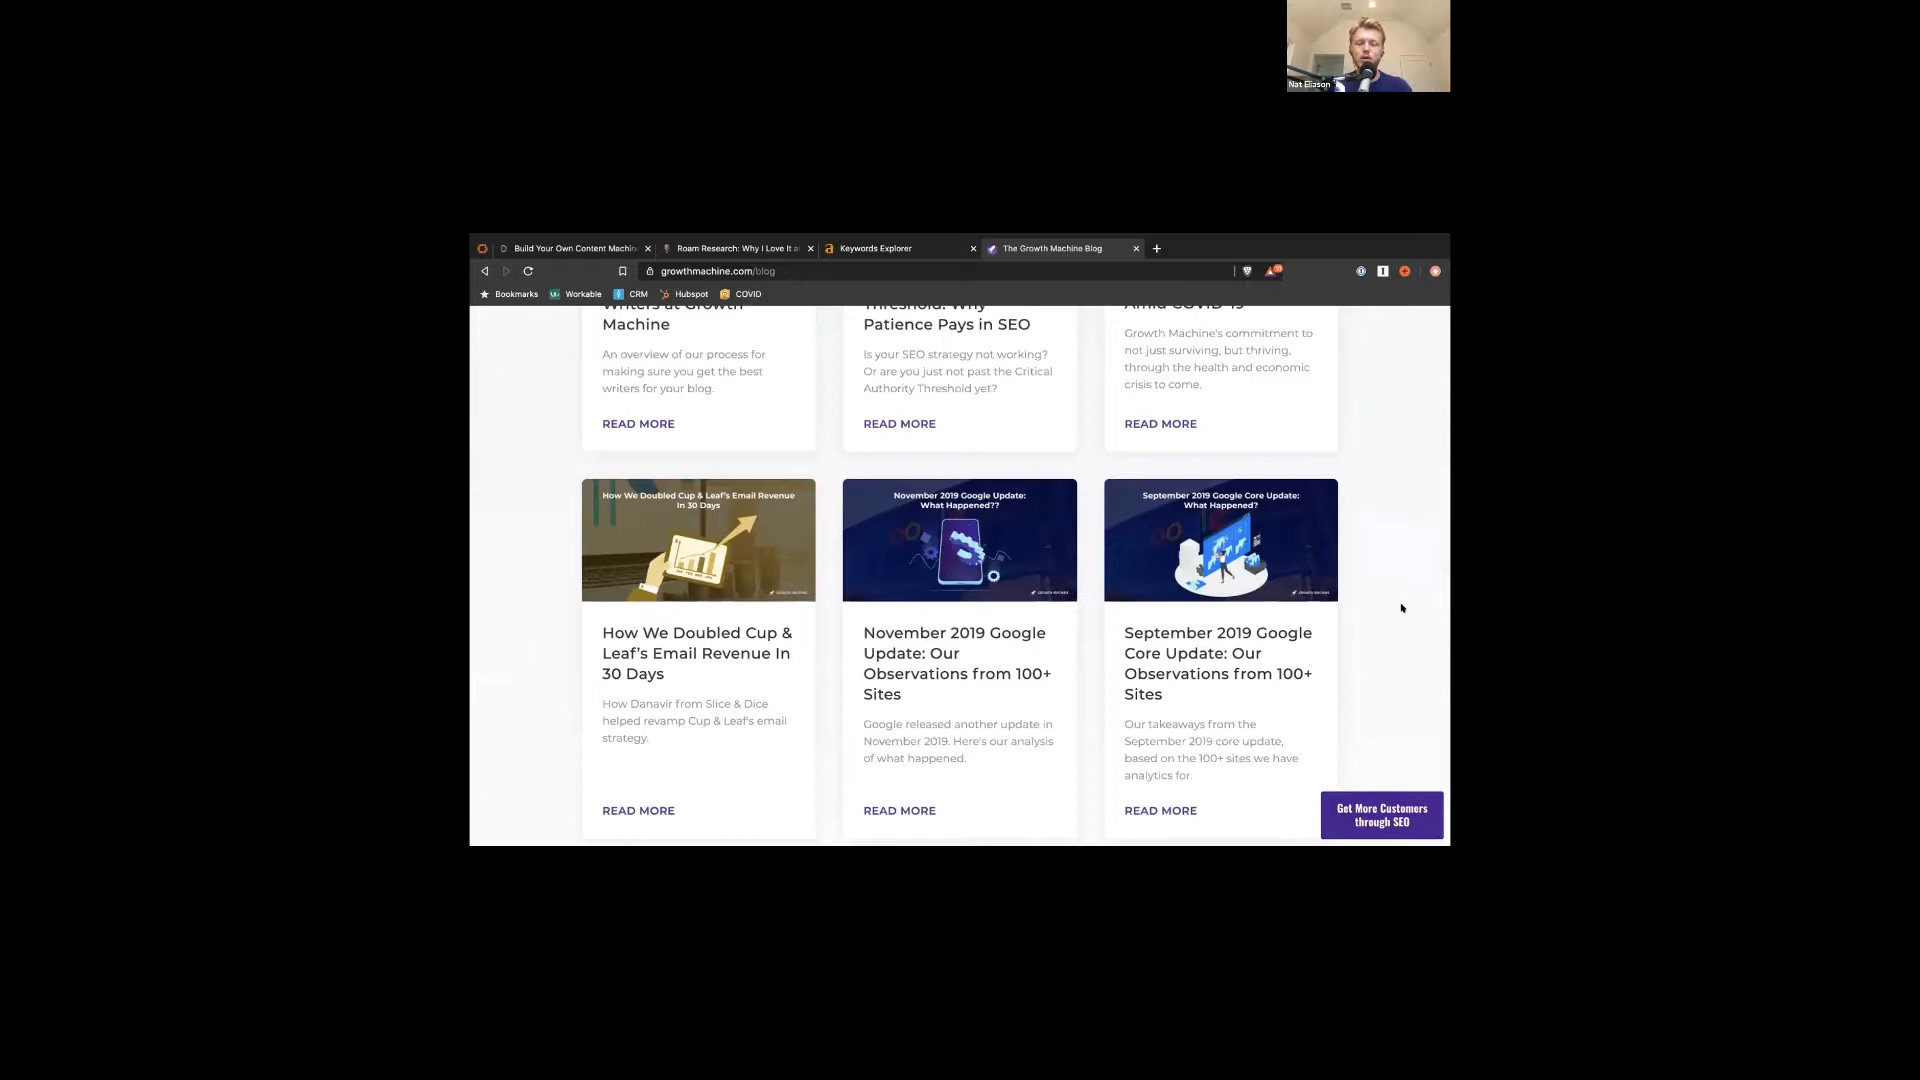 Nat Eliason
Build Your Own Content Machin
Roam Research: Why I Love It a
Keywords Explorer
The Growth Machine Blog
growthmachine.com/blog
Bookmarks
Workable
CRM
Hubspot
COVID
Writers at Growth
Machine
An overview of our process for
making sure you get the best
writers for your blog.
READ MORE
Threshold: Why
Patience Pays in SEO
Is your SEO strategy not working?
Or are you just not past the Critical
Authority Threshold yet?
READ MORE
Amid COVID-19
Growth Machine's commitment to
not just surviving, but thriving,
through the health and economic
crisis to come.
READ MORE
How We Doubled Cup & Leaf's Email Revenue
In 30 Days
How We Doubled Cup &
Leaf's Email Revenue In
30 Days
How Danavir from Slice & Dice
helped revamp Cup & Leaf's email
strategy.
READ MORE
November 2019 Google Update:
What Happened??
November 2019 Google
Update: Our
Observations from 100+
Sites
Google released another update in
November 2019. Here's our analysis
of what happened.
READ MORE
September 2019 Google Core Update:
What Happened?
September 2019 Google
Core Update: Our
Observations from 100+
Sites
Our takeaways from the
September 2019 core update,
based on the 100+ sites we have
analytics for.
READ MORE
Get More Customers
through SEO